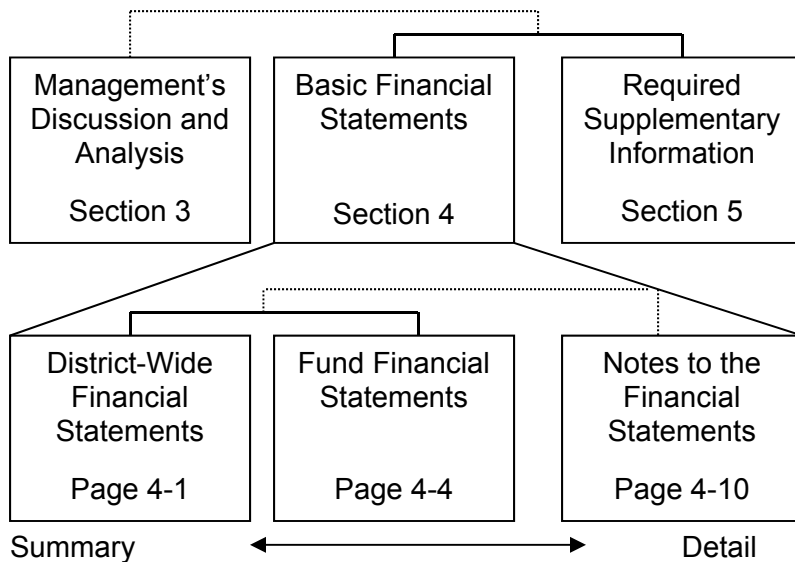 Management’s
Discussion and
Analysis
Section 3
Basic Financial
Statements
Section 4
Required
Supplementary
Information
Section 5
District-Wide
Financial
Statements
Page 4-1
Fund Financial
Statements
Page 4-4
Notes to the
Financial
Statements
Page 4-10
Summary
Detail